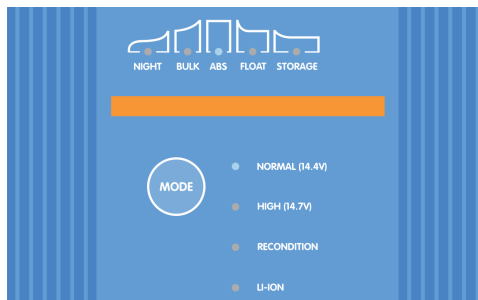 NIGHT BULK ABS FLOAT STORAGE
NORMAL (14.4V)
MODE
HIGH (14.7V)
RECONDITION
LI-ION